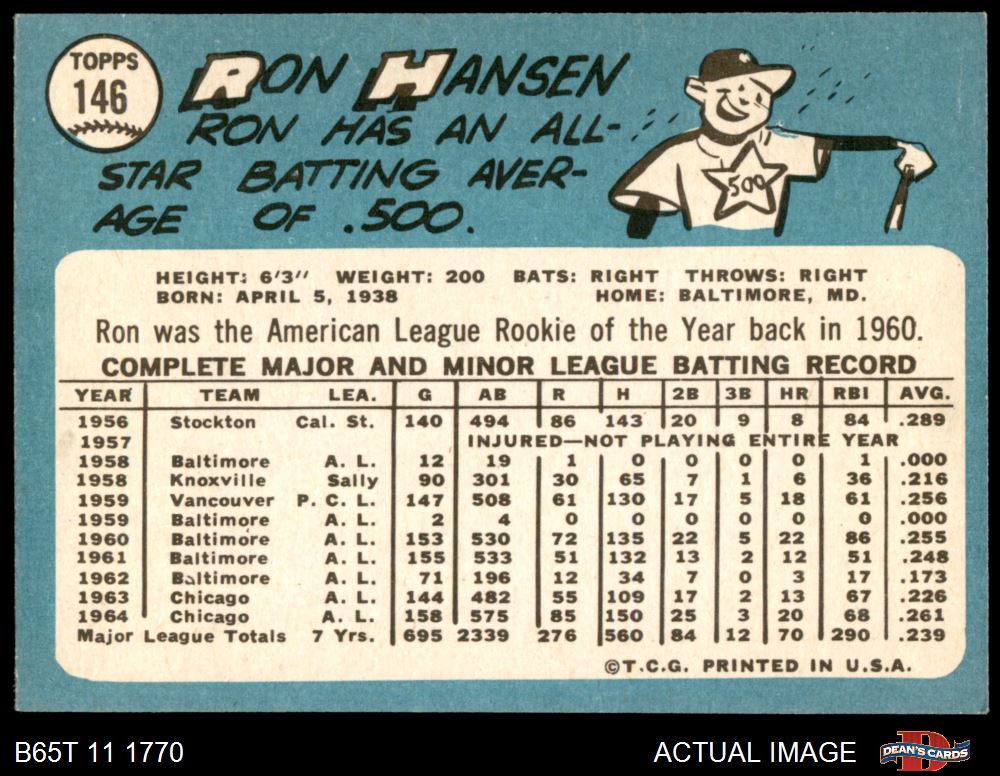 TOPPS
146
RON HANSEN
RON HAS AN ALL-
STAR BATTING AVER-
AGE OF .500.
500
HEIGHT: 6'3" WEIGHT: 200 BATS: RIGHT THROWS: RIGHT
BORN: APRIL 5, 1938 HOME: BALTIMORE, MD.
Ron was the American League Rookie of the Year back in 1960.
COMPLETE MAJOR AND MINOR LEAGUE BATTING RECORD
YEAR TEAM LEA. G AB R H 2B 3B HR RBI AVG.
1956 Stockton Cal. St. 140 494 86 143 20 9 8 84 .289
1957 INJURED—NOT PLAYING ENTIRE YEAR
1958 Baltimore A. L. 12 19 1 0 0 0 0 1 .000
1958 Knoxville Sally 90 301 30 65 7 1 6 36 .216
1959 Vancouver P. C. L. 147 508 61 130 17 5 18 61 .256
1959 Baltimore A. L. 2 4 0 0 0 0 0 0 .000
1960 Baltimore A. L. 153 530 72 135 22 5 22 86 .255
1961 Baltimore A. L. 155 533 51 132 13 2 12 51 .248
1962 Baltimore A. L. 71 196 12 34 7 0 3 17 .173
1963 Chicago A. L. 144 482 55 109 17 2 13 67 .226
1964 Chicago A. L. 158 575 85 150 25 3 20 68 .261
Major League Totals 7 Yrs. 695 2339 276 560 84 12 70 290 .239
©T.C.G. PRINTED IN U.S.A.
B65T 11 1770 ACTUAL IMAGE DEAN'S CARDS